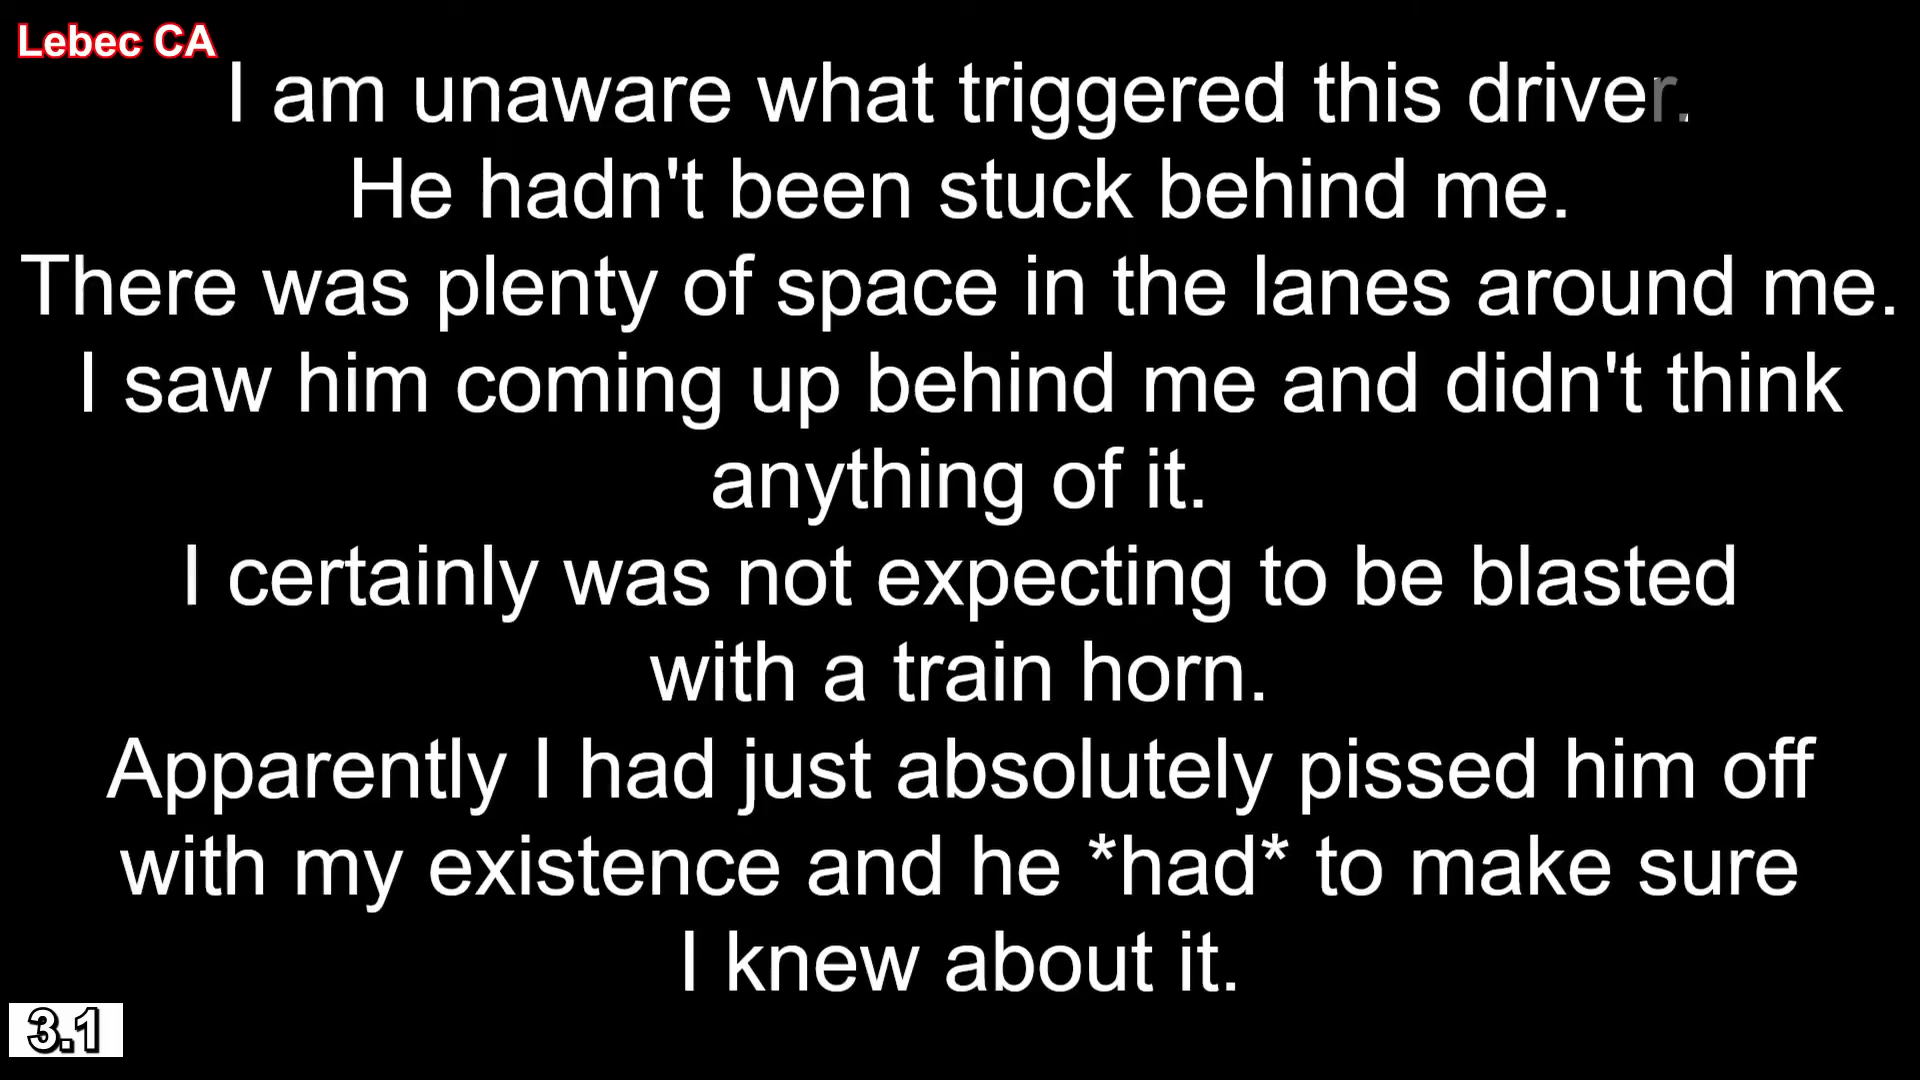 Lebec CA
I am unaware what triggered this driver.
He hadn't been stuck behind me.
There was plenty of space in the lanes around me.
I saw him coming up behind me and didn't think
anything of it.
I certainly was not expecting to be blasted
with a train horn.
Apparently I had just absolutely pissed him off
with my existence and he *had* to make sure
I knew about it.
3.1